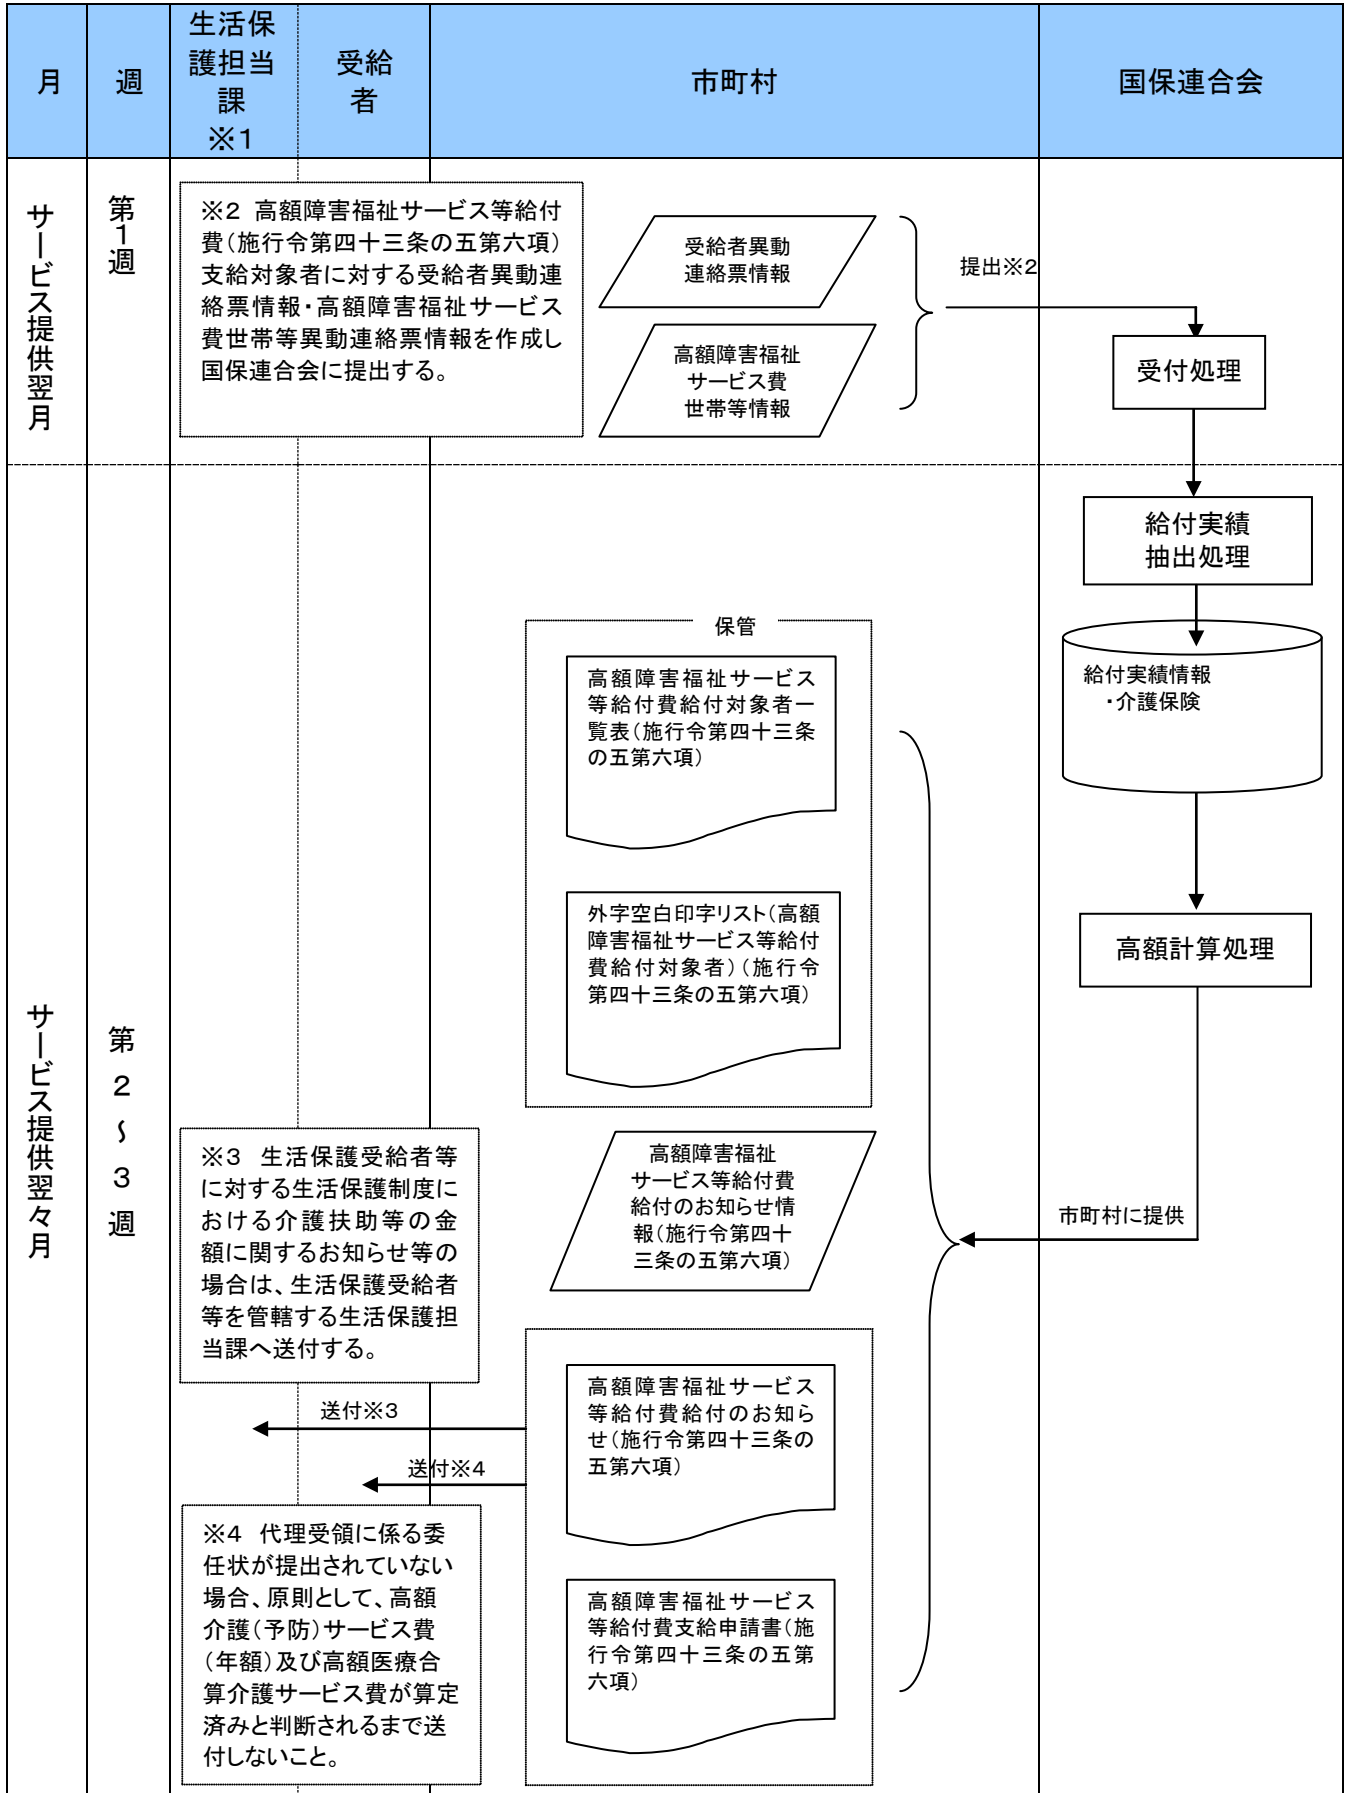 月
週
生活保
護担当
課
※1
受給
者
市町村
国保連合会
サービス提供翌月
第1週
※2 高額障害福祉サービス等給付
費(施行令第四十三条の五第六項)
支給対象者に対する受給者異動連
絡票情報・高額障害福祉サービス
費世帯等異動連絡票情報を作成し
国保連合会に提出する。
受給者異動
連絡票情報
高額障害福祉
サービス費
世帯等情報
提出※2
受付処理
サービス提供翌々月
第2~3週
給付実績
抽出処理
給付実績情報
・介護保険
高額計算処理
市町村に提供
保管
高額障害福祉サービス
等給付費給付対象者一
覧表(施行令第四十三条
の五第六項)
外字空白印字リスト(高額
障害福祉サービス等給付
費給付対象者)(施行令
第四十三条の五第六項)
高額障害福祉
サービス等給付費
給付のお知らせ情
報(施行令第四十
三条の五第六項)
※3 生活保護受給者等
に対する生活保護制度に
おける介護扶助等の金
額に関するお知らせ等の
場合は、生活保護受給者
等を管轄する生活保護担
当課へ送付する。
送付※3
送付※4
高額障害福祉サービス
等給付費給付のお知ら
せ(施行令第四十三条の
五第六項)
※4 代理受領に係る委
任状が提出されていない
場合、原則として、高額
介護(予防)サービス費
(年額)及び高額医療合
算介護サービス費が算定
済みと判断されるまで送
付しないこと。
高額障害福祉サービス
等給付費支給申請書(施
行令第四十三条の五第
六項)